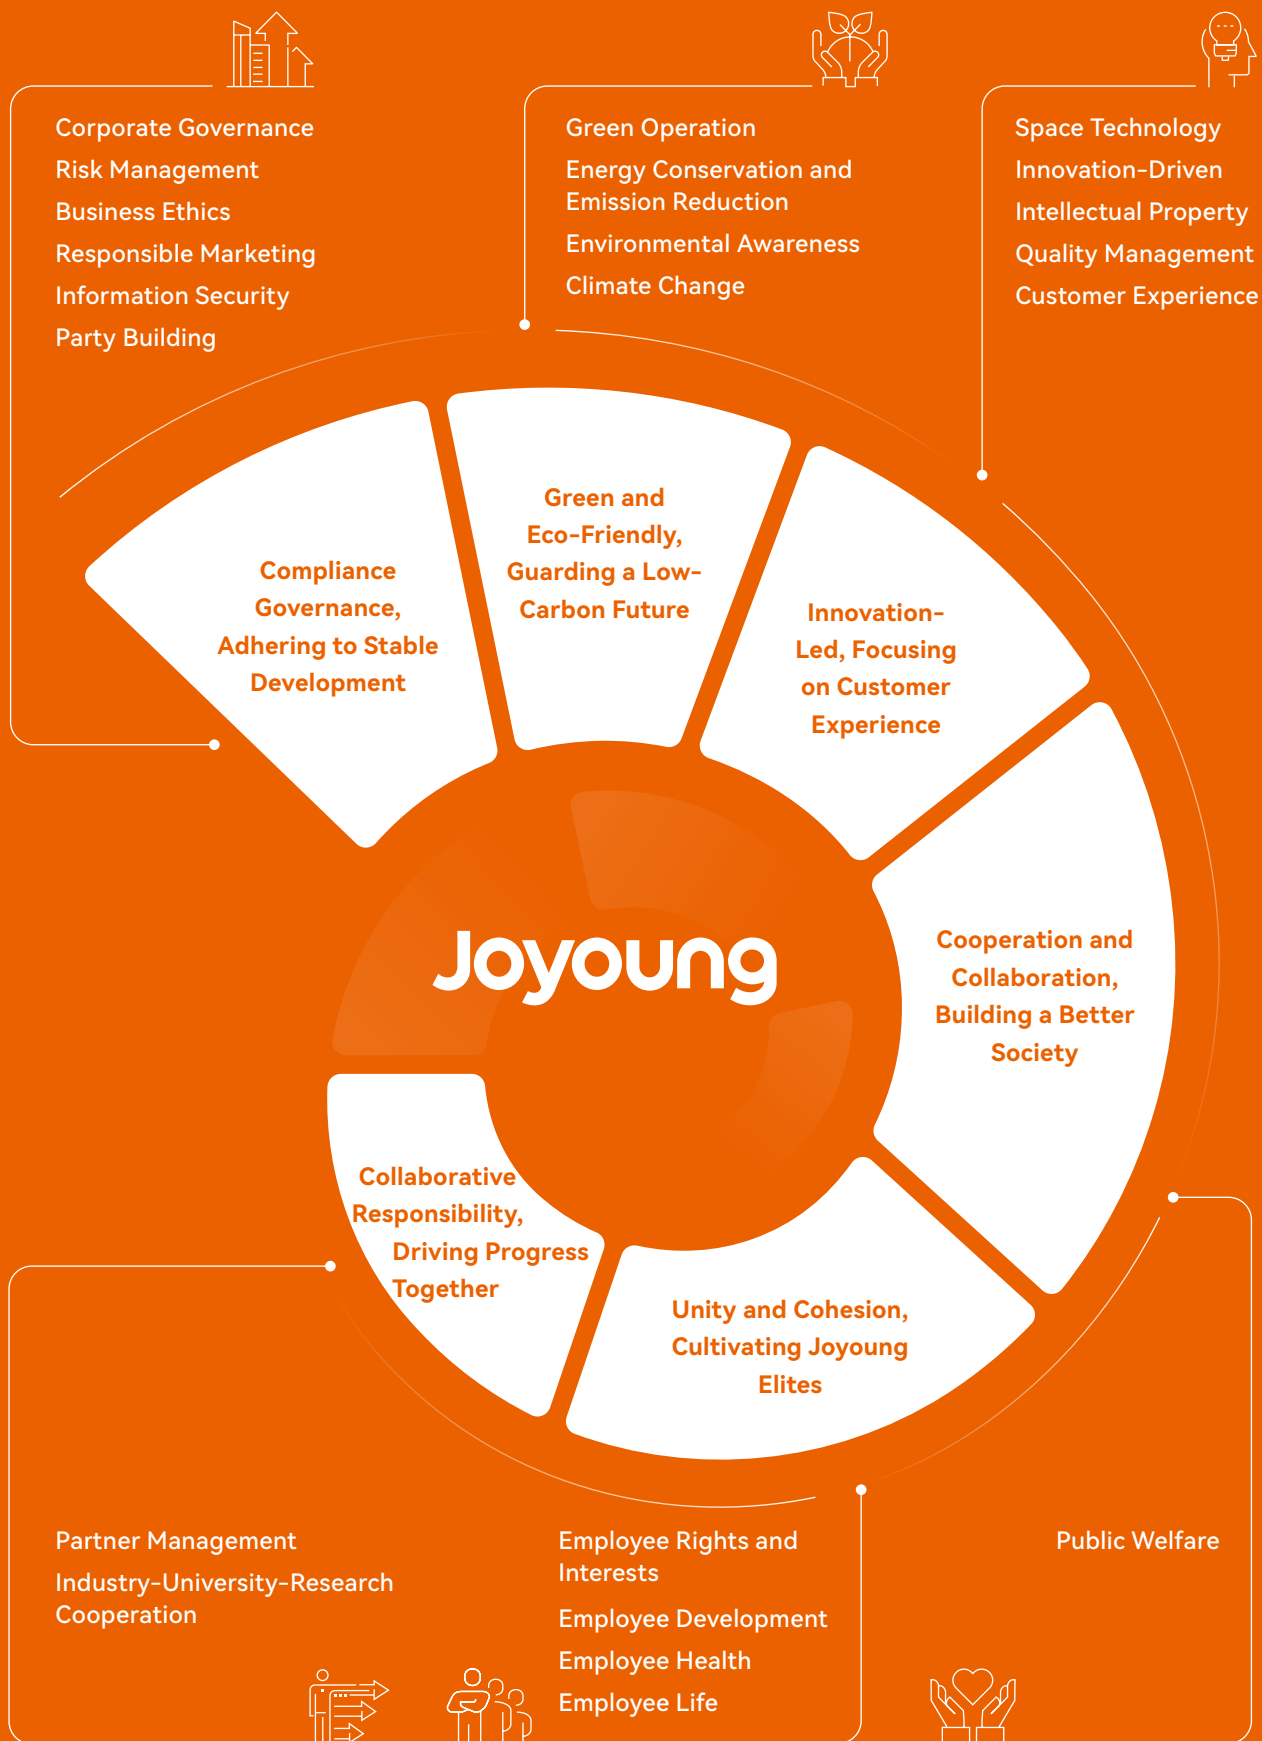 Corporate Governance
Risk Management
Business Ethics
Responsible Marketing
Information Security
Party Building
Green Operation
Energy Conservation and
Emission Reduction
Environmental Awareness
Climate Change
Space Technology
Innovation-Driven
Intellectual Property
Quality Management
Customer Experience
Compliance
Governance,
Adhering to Stable
Development
Green and
Eco-Friendly,
Guarding a Low-
Carbon Future
Innovation-
Led, Focusing
on Customer
Experience
Cooperation and
Collaboration,
Building a Better
Society
Joyoung
Collaborative
Responsibility,
Driving Progress
Together
Unity and Cohesion,
Cultivating Joyoung
Elites
Partner Management
Industry-University-Research
Cooperation
Employee Rights and
Interests
Employee Development
Employee Health
Employee Life
Public Welfare